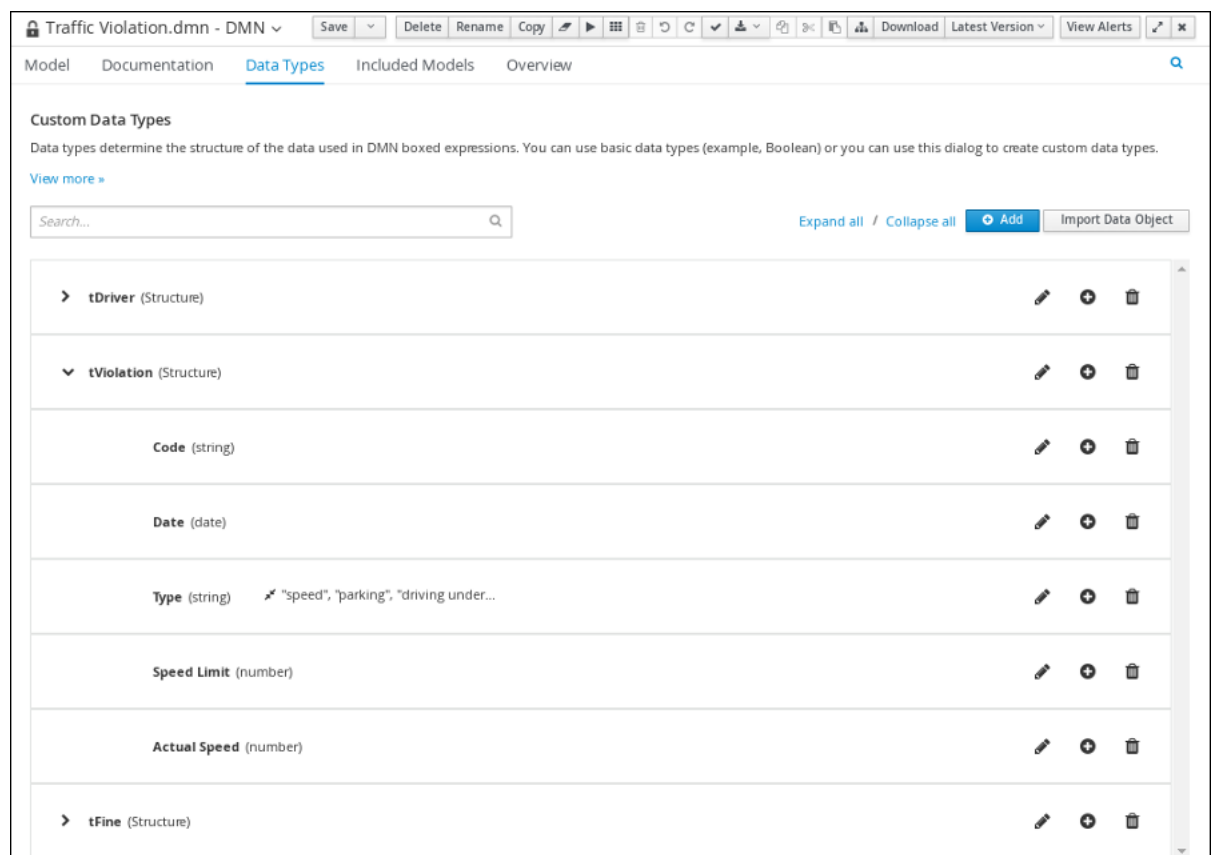 Traffic Violation.dmn - DMN
Save Delete Rename Copy Download Latest Version View Alerts
Model Documentation Data Types Included Models Overview
Custom Data Types
Data types determine the structure of the data used in DMN boxed expressions. You can use basic data types (example, Boolean) or you can use this dialog to create custom data types.
View more »
Search... Expand all / Collapse all Add Import Data Object
tDriver (Structure)
tViolation (Structure)
Code (string)
Date (date)
Type (string) "speed", "parking", "driving under...
Speed Limit (number)
Actual Speed (number)
tFine (Structure)